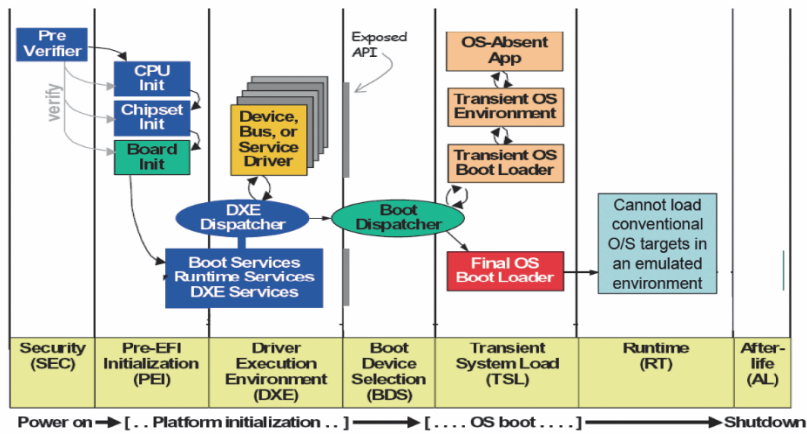 Pre
Verifier
verify
CPU
Init
Chipset
Init
Board
Init
Device,
Bus, or
Service
Driver
DXE
Dispatcher
Boot Services
Runtime Services
DXE Services
Exposed
API
Boot
Dispatcher
OS-Absent
App
Transient OS
Environment
Transient OS
Boot Loader
Final OS
Boot Loader
Cannot load
conventional
O/S targets in
an emulated
environment
Security
(SEC)
Pre-EFI
Initialization
(PEI)
Driver
Execution
Environment
(DXE)
Boot
Device
Selection
(BDS)
Transient
System Load
(TSL)
Runtime
(RT)
After-
life
(AL)
Power on [ . . Platform initialization . . ] [ . . . . OS boot . . . . ] Shutdown